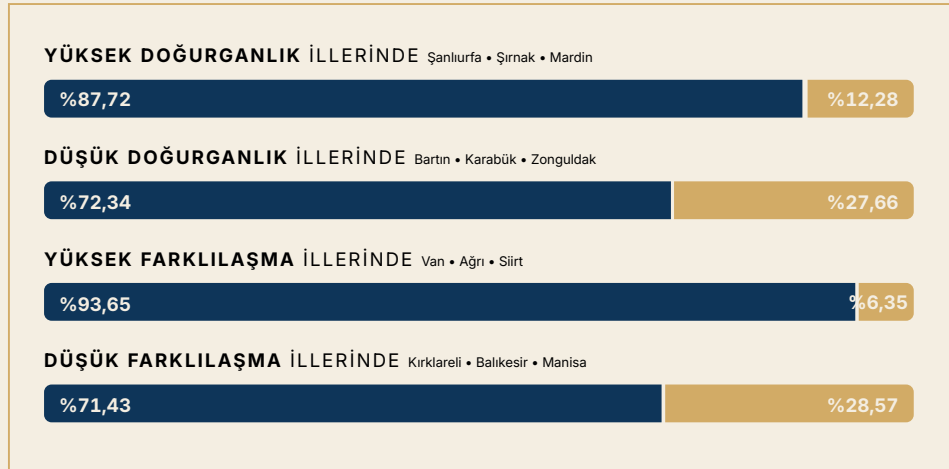 YÜKSEK DOĞURGANLIK İLLERİNDE Şanlıurfa • Şırnak • Mardin
%87,72 %12,28
DÜŞÜK DOĞURGANLIK İLLERİNDE Bartın • Karabük • Zonguldak
%72,34 %27,66
YÜKSEK FARKLILAŞMA İLLERİNDE Van • Ağrı • Siirt
%93,65 %6,35
DÜŞÜK FARKLILAŞMA İLLERİNDE Kırklareli • Balıkesir • Manisa
%71,43 %28,57